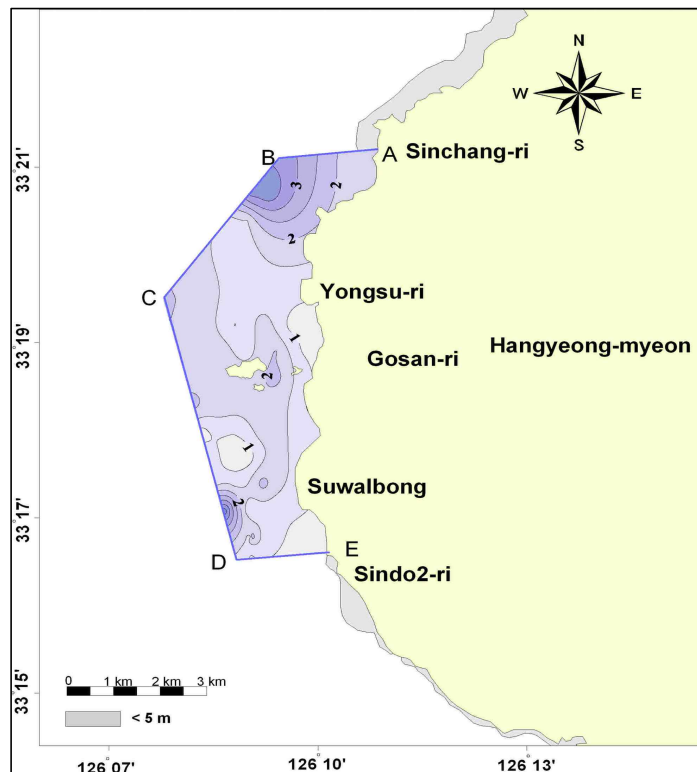 N
W E
S
A
B
Sinchang-ri
33°21'
3
2
2
C
Yongsu-ri
33°19'
1
Gosan-ri
Hangyeong-myeon
2
1
Suwalbong
33°17'
2
D
E
Sindo2-ri
33°15'
0 1 km 2 km 3 km
< 5 m
126°07'
126°10'
126°13'